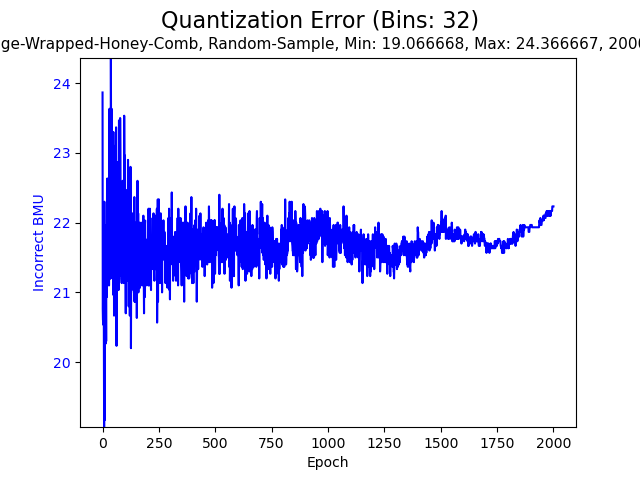 Quantization Error (Bins: 32)
ge-Wrapped-Honey-Comb, Random-Sample, Min: 19.066668, Max: 24.366667, 200
24
23
22
21
20
Incorrect BMU
0 250 500 750 1000 1250 1500 1750 2000
Epoch